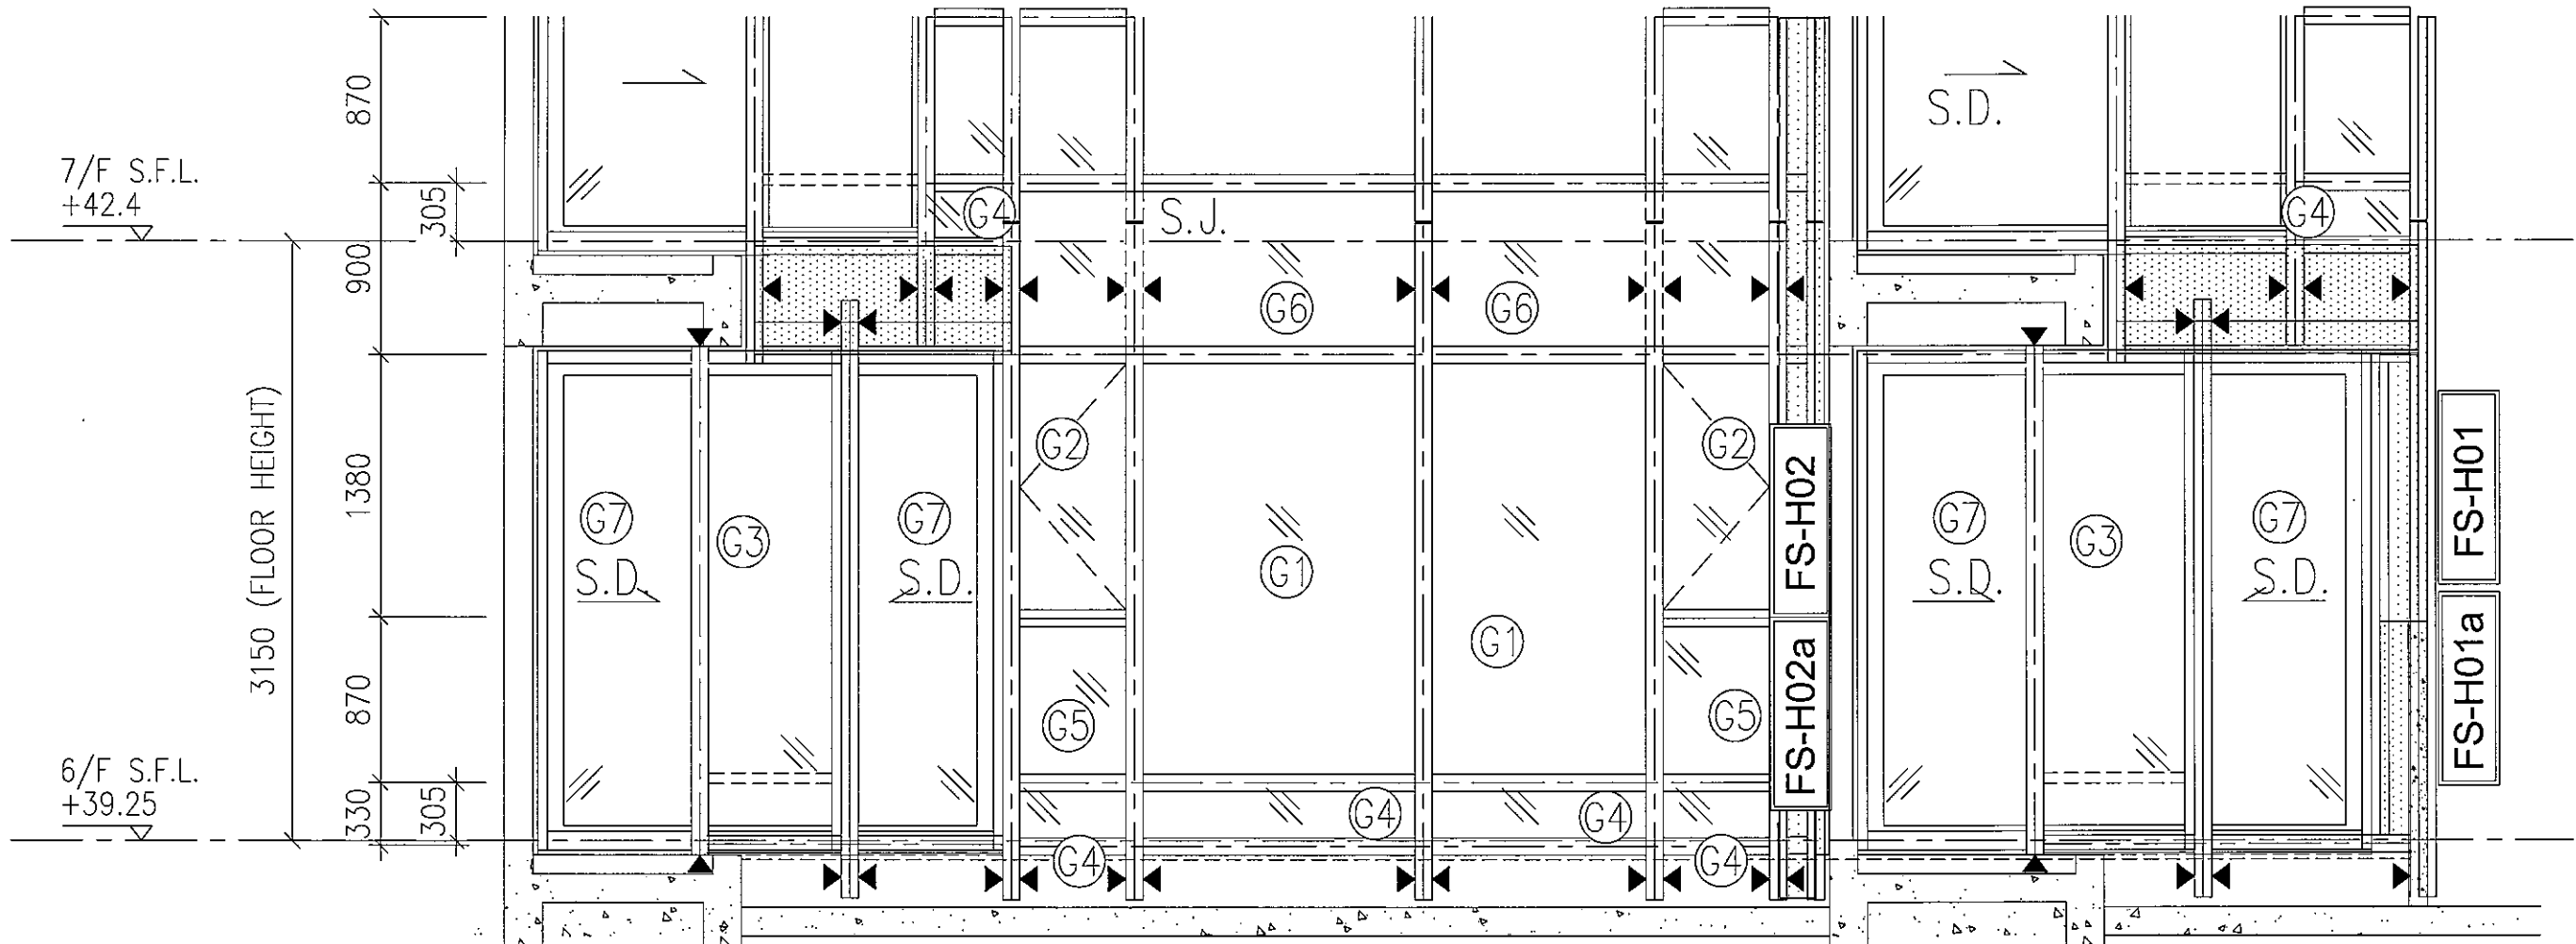 870
7/F S.F.L.
+42.4
305
900
3150 (FLOOR HEIGHT)
1380
870
6/F S.F.L.
+39.25
330
305
S.D.
G4
S.J.
G4
G6
G6
G2
G2
G7
S.D.
G3
G7
S.D.
G1
G1
G5
G5
G4
G4
G4
G4
FS-H02
FS-H02a
G7
S.D.
G3
G7
S.D.
FS-H01
FS-H01a